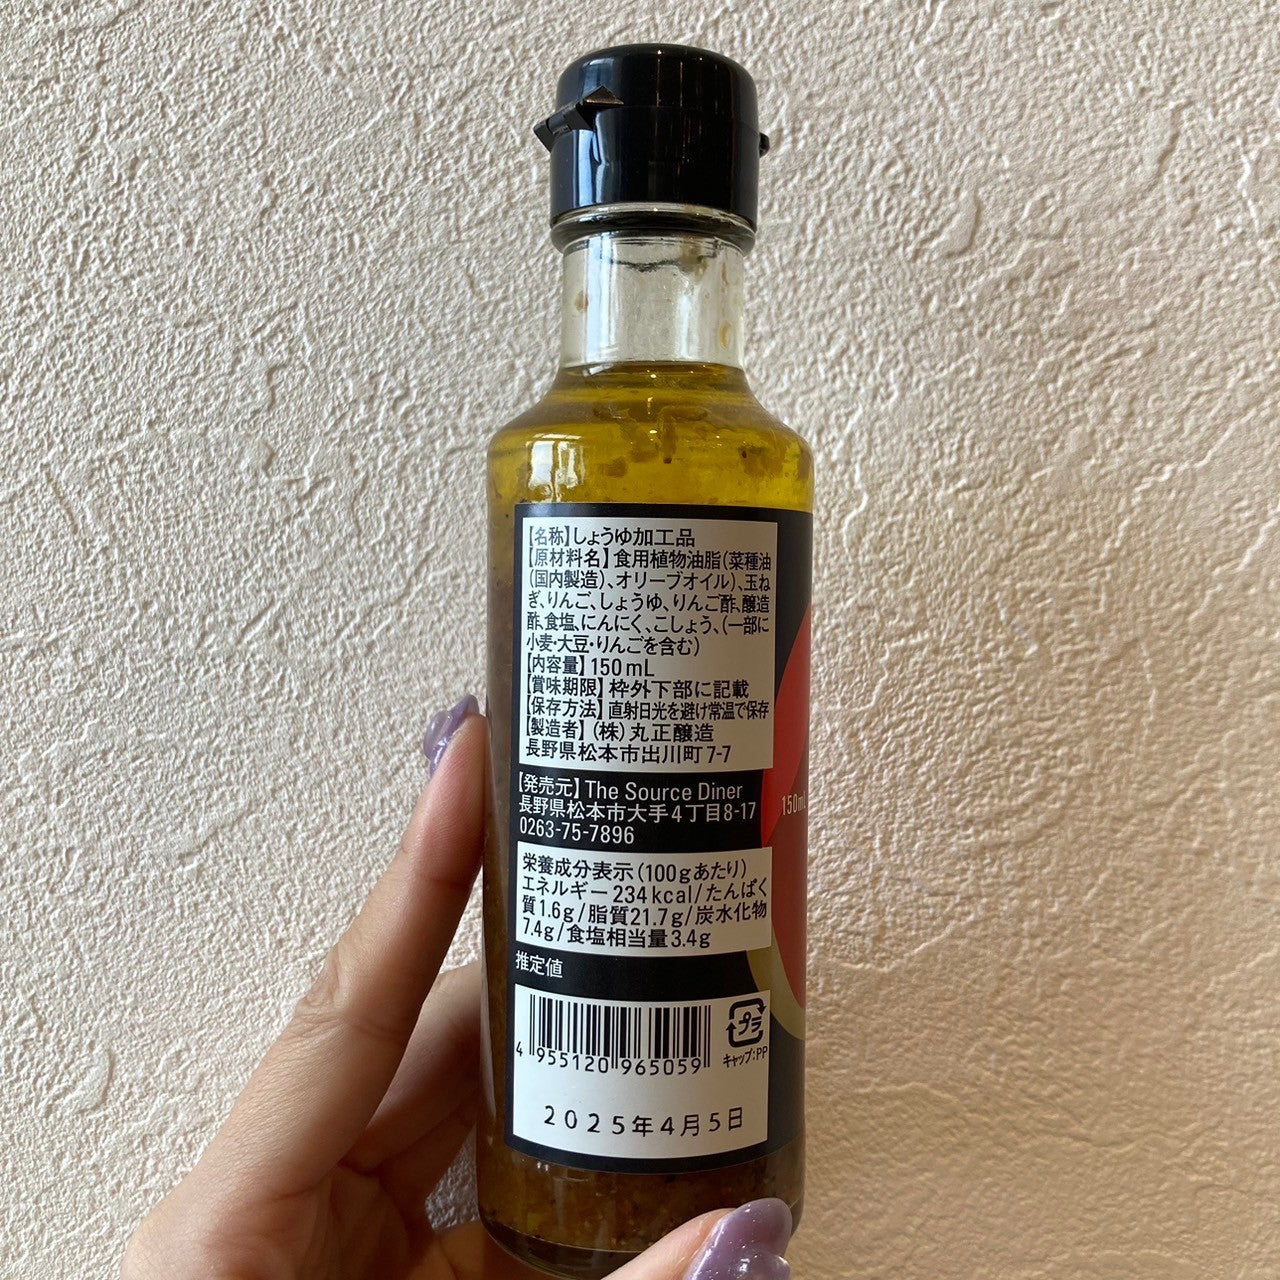 【名称】しょうゆ加工品
【原材料名】食用植物油脂(菜種油
(国内製造)、オリーブオイル)、玉ね
ぎ、りんご、しょうゆ、りんご酢、醸造
酢、食塩、にんにく、こしょう、(一部に
小麦・大豆・りんごを含む)
【内容量】150mL
【賞味期限】枠外下部に記載
【保存方法】直射日光を避け常温で保存
【製造者】(株)丸正醸造
長野県松本市出川町7-7
【発売元】The Source Diner
長野県松本市大手4丁目8-17
0263-75-7896
150mL
栄養成分表示(100gあたり)
エネルギー234kcal/たんぱく
質1.6g/脂質21.7g/炭水化物
7.4g/食塩相当量3.4g
推定値
4 955120 965059
プラ
キャップ:PP
2025年4月5日